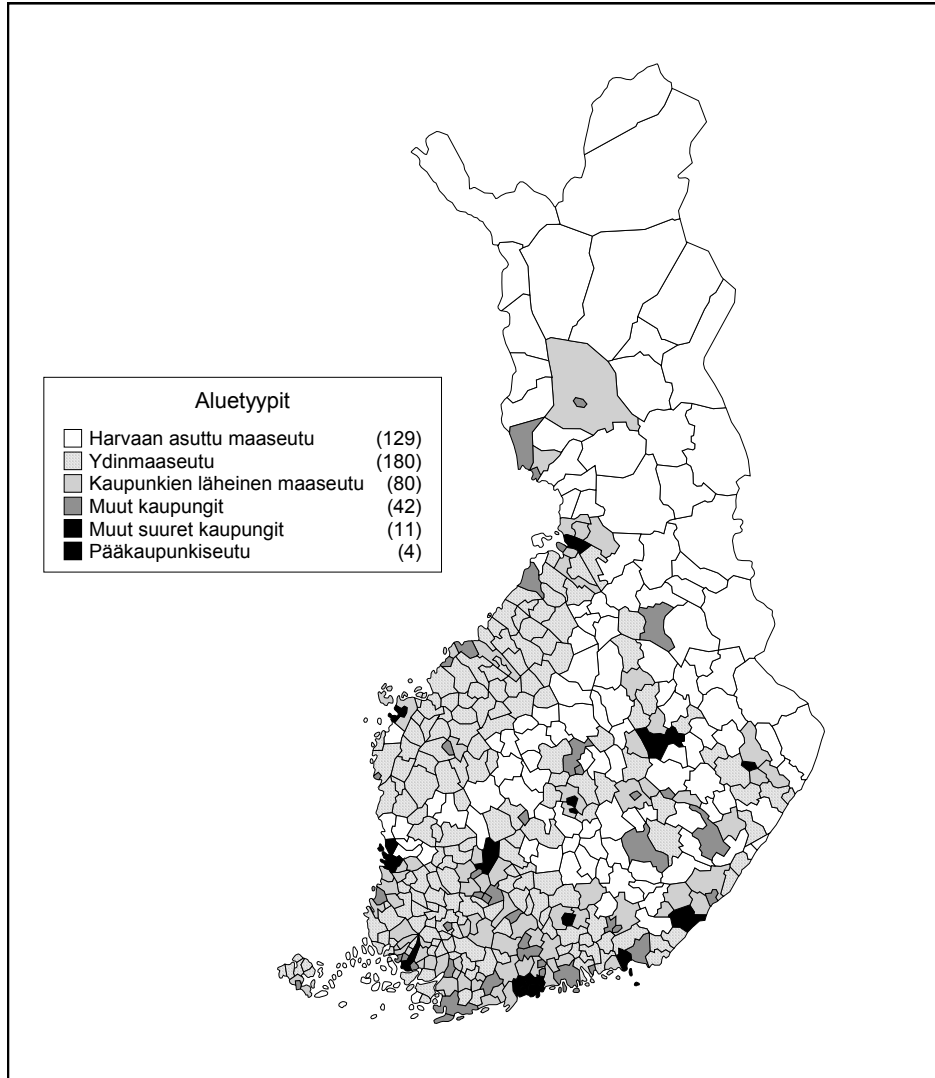 Aluetyypit
Harvaan asuttu maaseutu (129)
Ydinmaaseutu (180)
Kaupunkien läheinen maaseutu (80)
Muut kaupungit (42)
Muut suuret kaupungit (11)
Pääkaupunkiseutu (4)